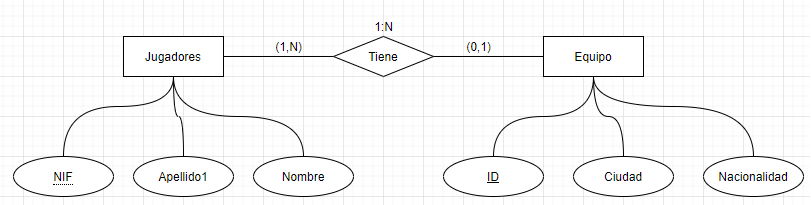 1:N
Jugadores
(1,N)
Tiene
(0,1)
Equipo
NIF
Apellido1
Nombre
ID
Ciudad
Nacionalidad